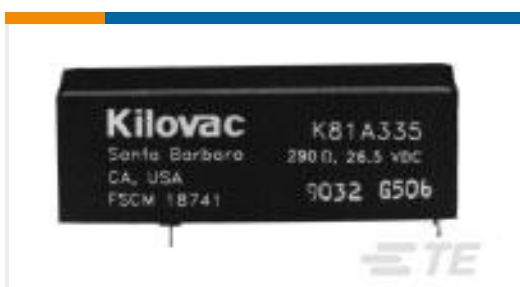 Kilovac
Santa Barbara
CA, USA
FSCM 18741
K81A335
290 Ω, 26.5 VDC
9032 G506
TE